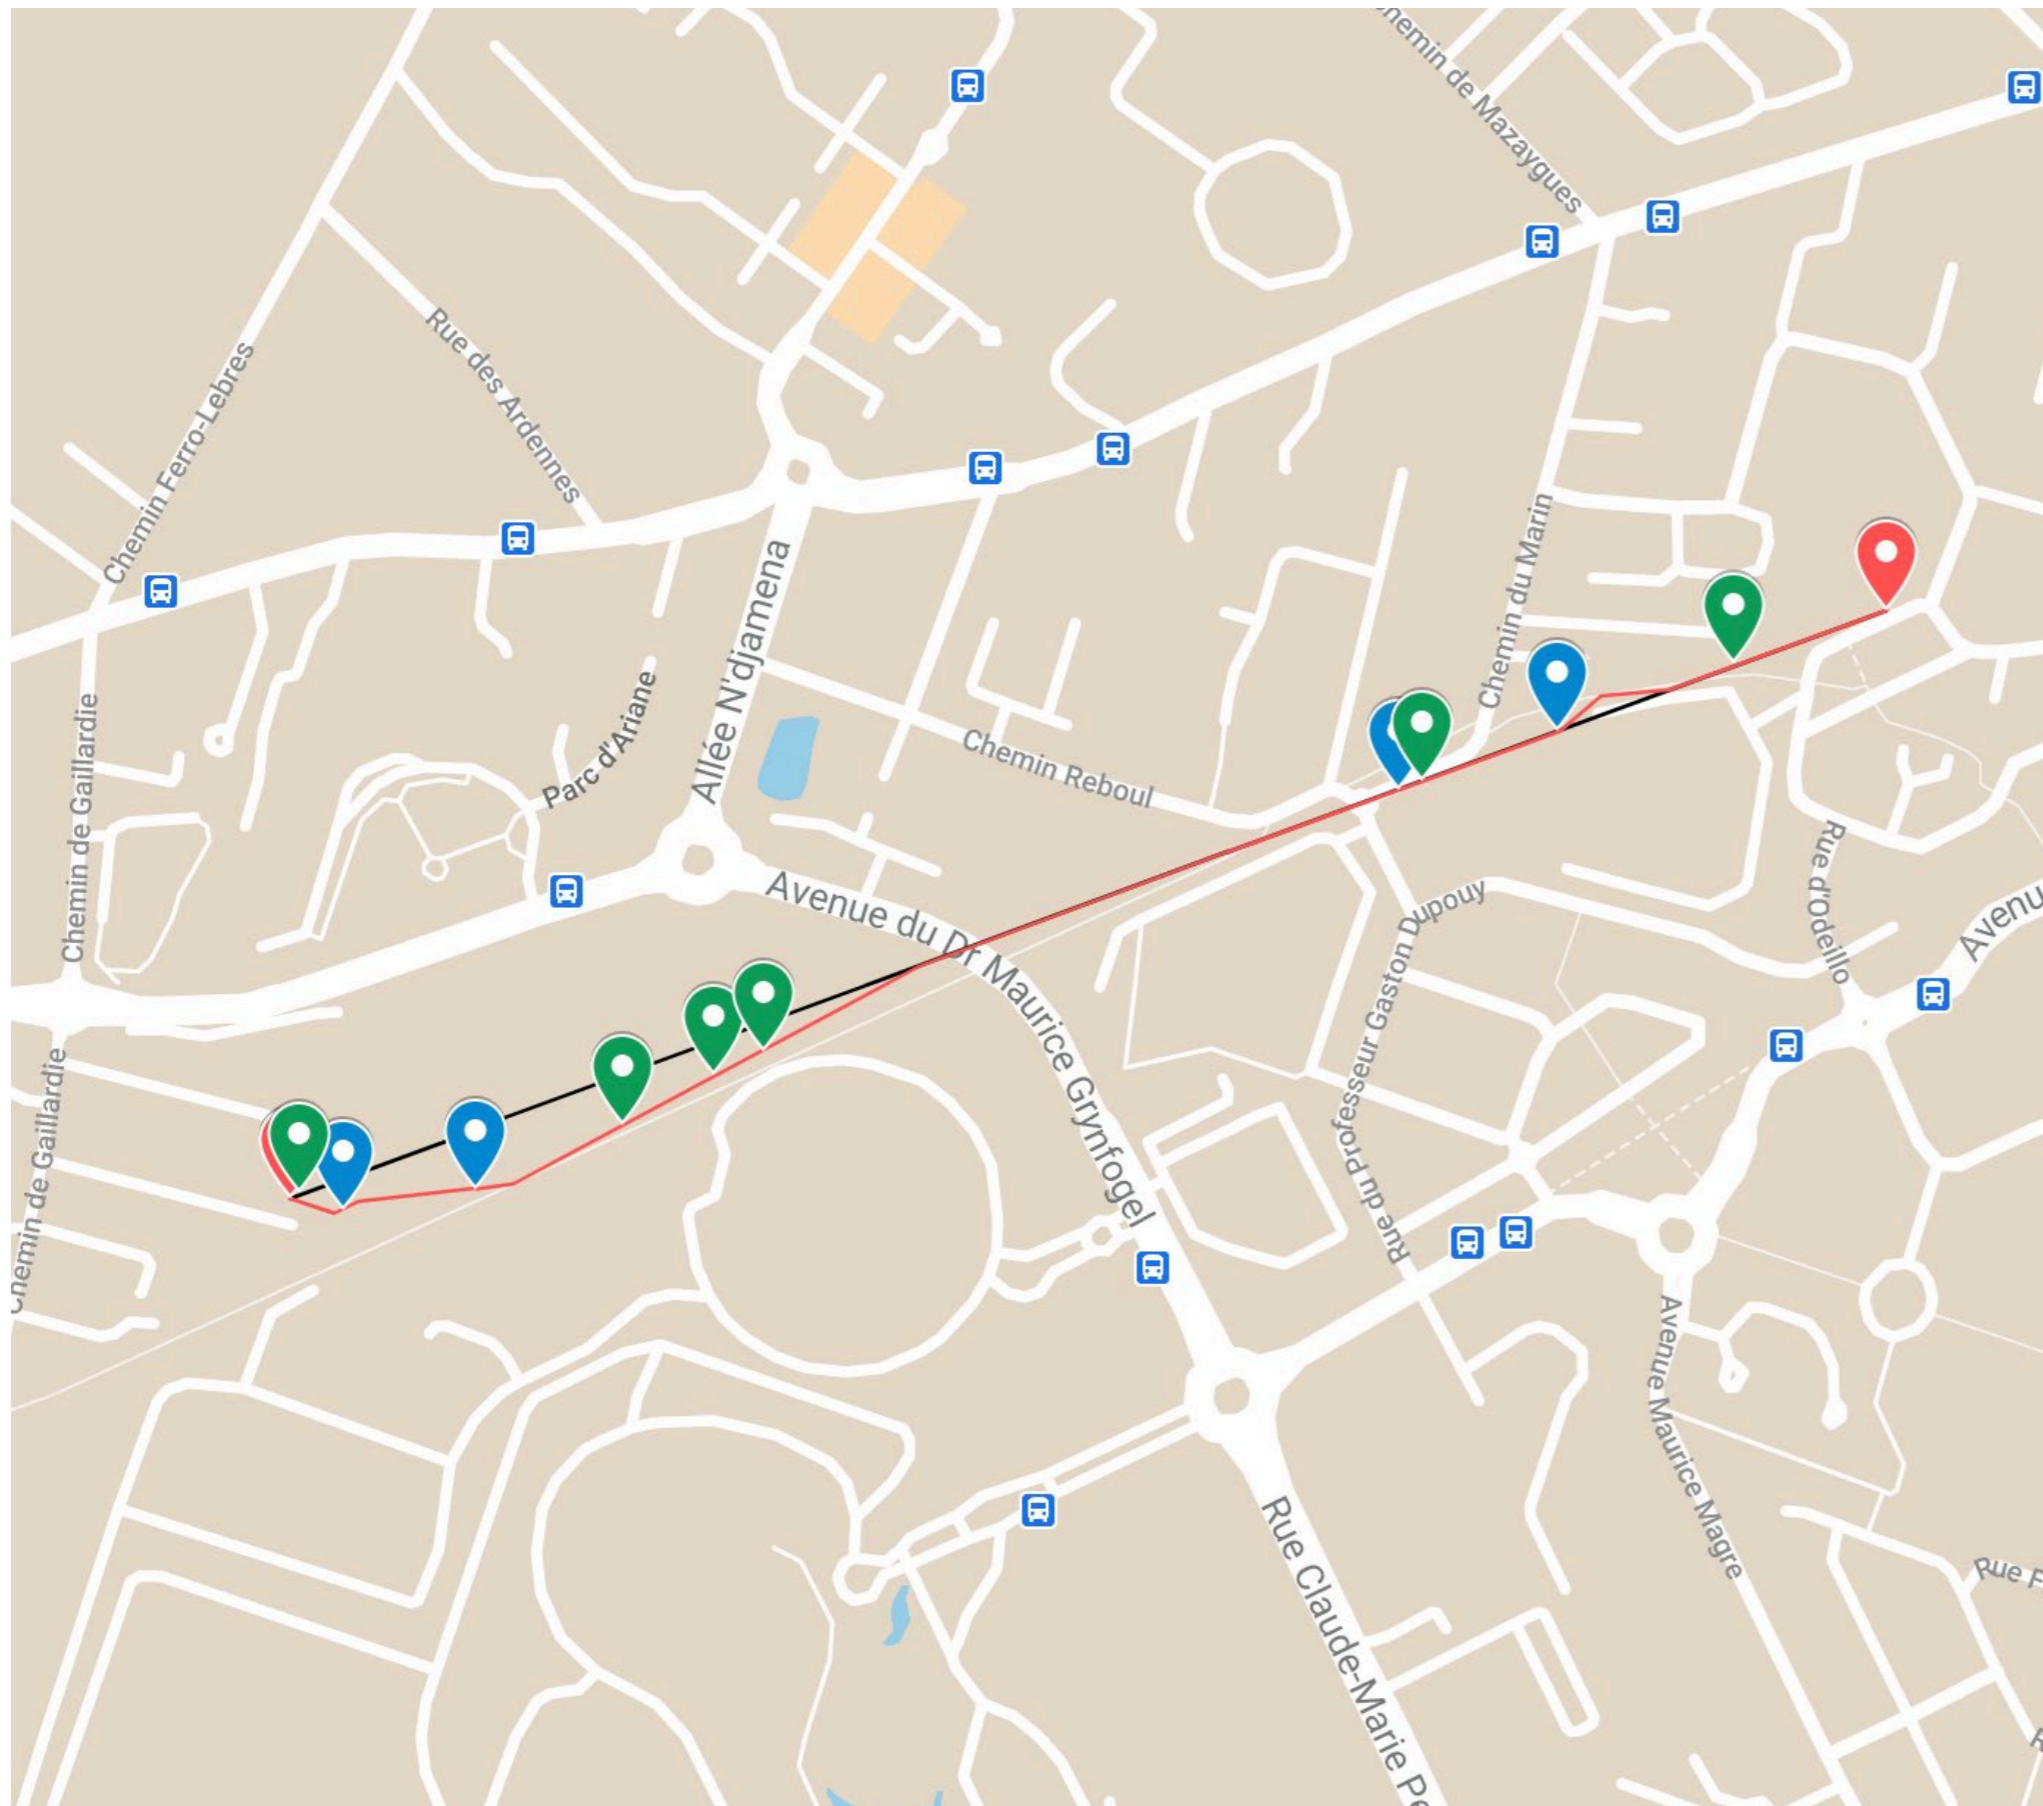 Chemin de Mazaygues
Rue des Ardennes
Chemin Ferro-Lebres
Chemin du Marin
Allée N'djamena
Parc d'Ariane
Chemin de Gaillardie
Chemin Reboul
Rue d'Odeillo
Avenue du Dr Maurice Grynfogel
Rue du Professeur Gaston Dupouy
Avenu
Chemin de Gaillardie
Avenue Maurice Magre
Rue Claude-Marie Pe
Rue F
R